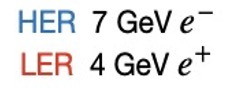 HER 7 GeV e⁻
LER 4 GeV e⁺